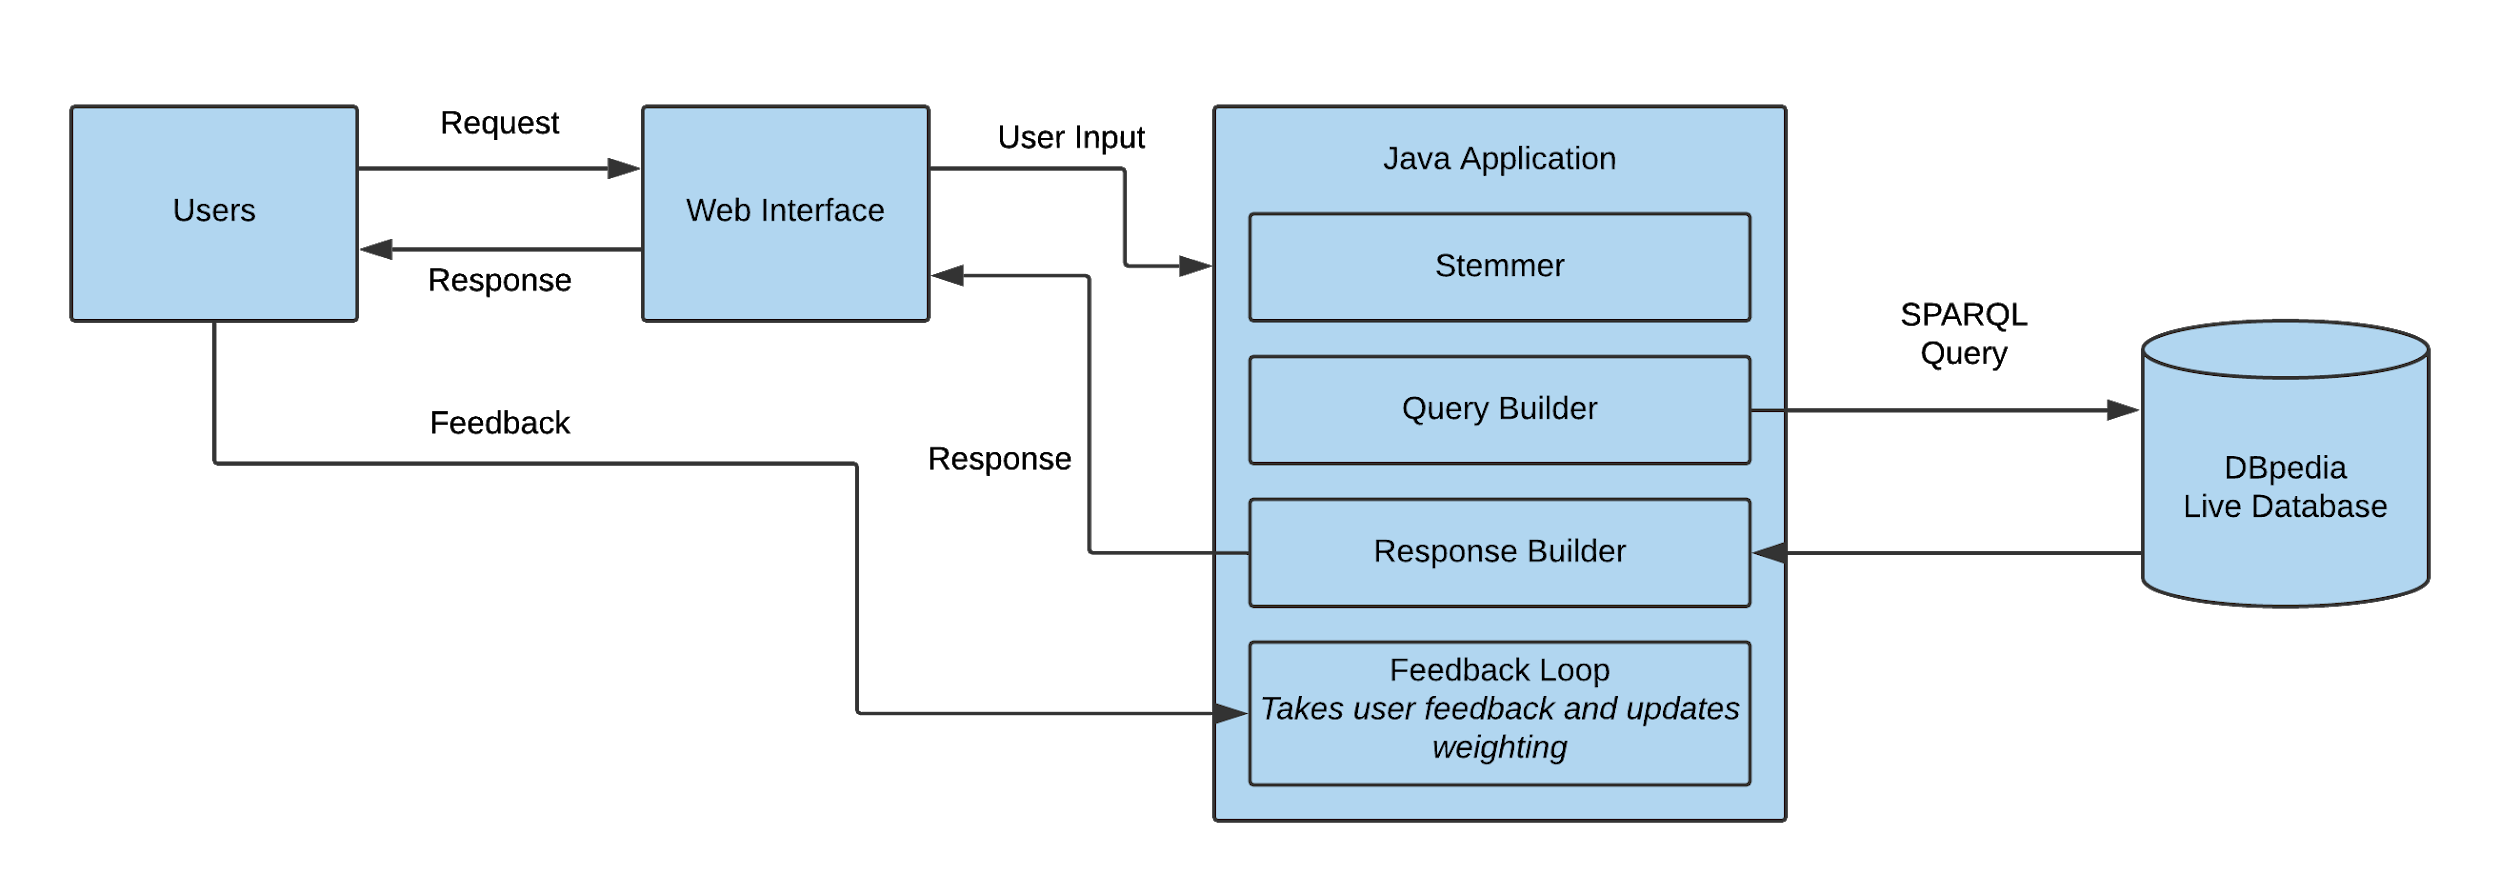 Users
Request
Response
Web Interface
User Input
Response
Feedback
Java Application
Stemmer
Query Builder
Response Builder
Feedback Loop
Takes user feedback and updates
weighting
SPARQL
Query
DBpedia
Live Database